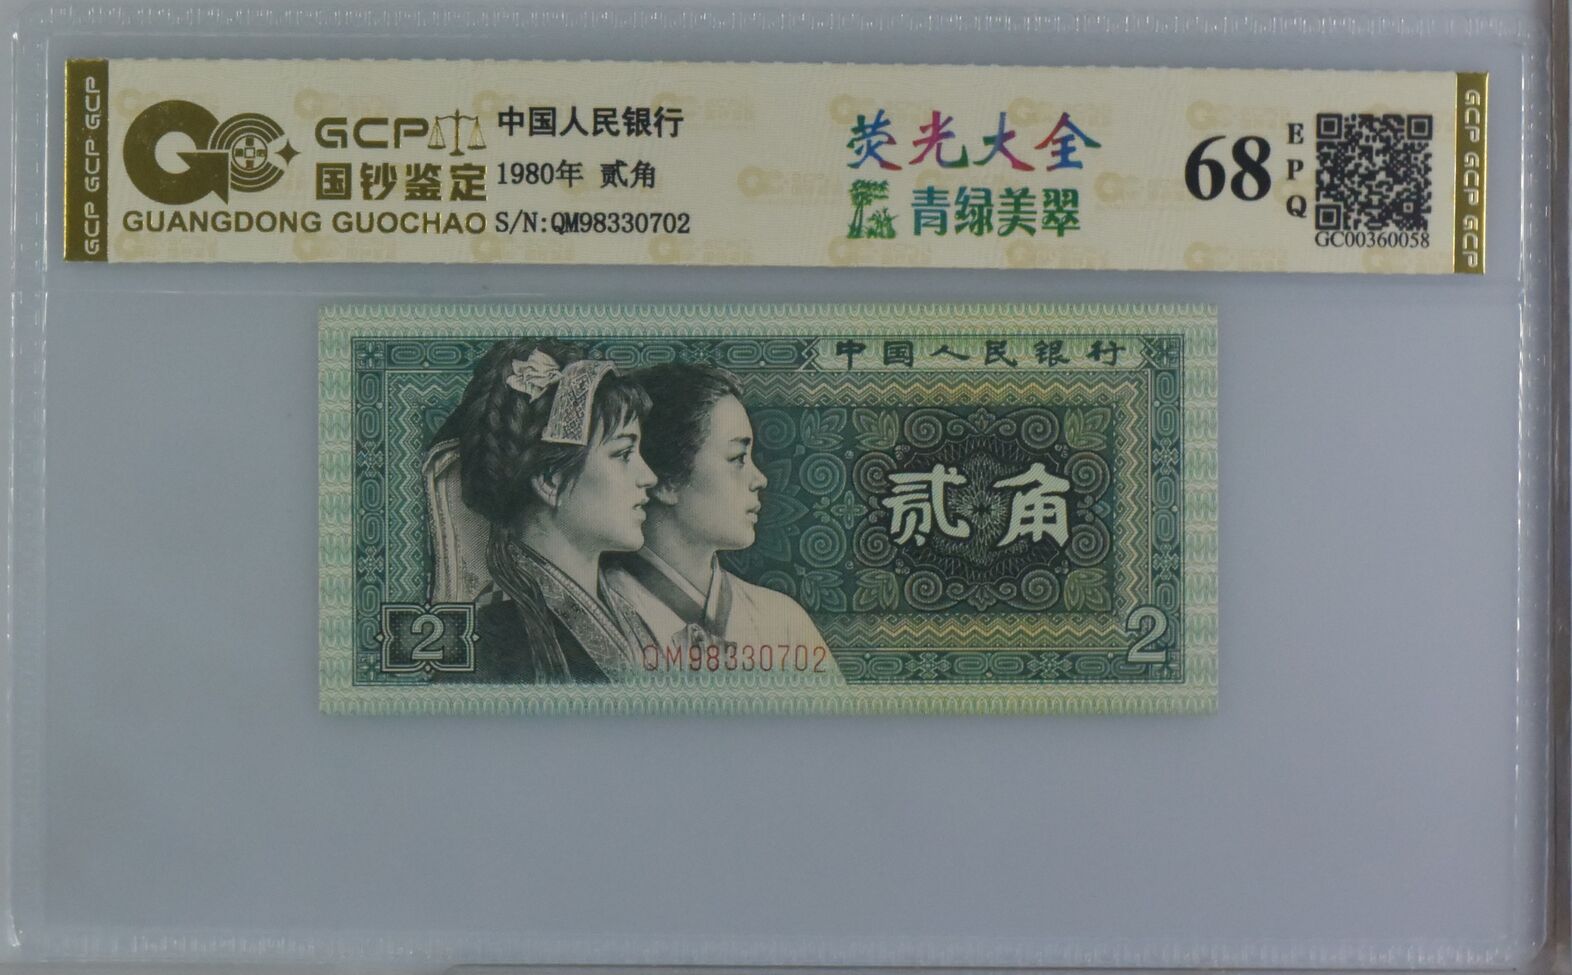 GCP GCP GCP
GCP
国钞鉴定
GUANGDONG GUOCHAO
中国人民银行
1980年 贰角
S/N:QM98330702
荧光大全
青绿美翠
68
EPQ
GC00360058
GCP GCP GCP
中国人民银行
贰角
2
2
QM98330702